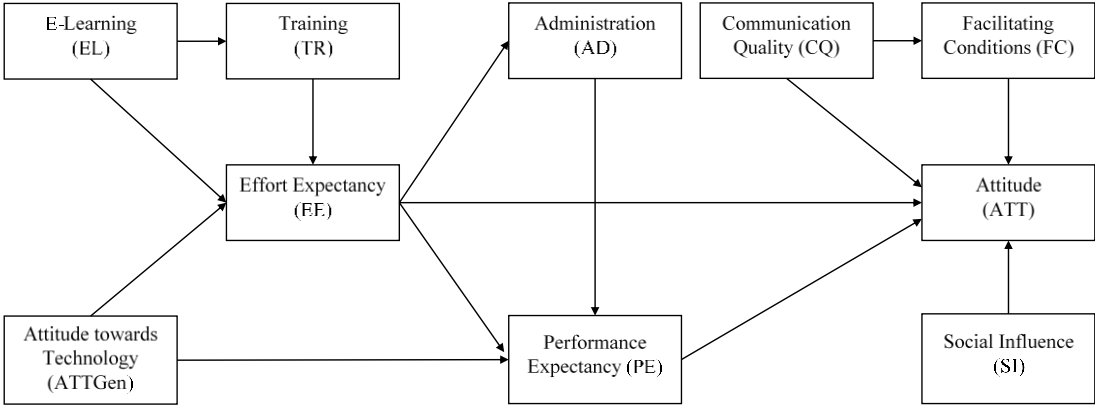 E-Learning
(EL)
Training
(TR)
Administration
(AD)
Communication
Quality (CQ)
Facilitating
Conditions (FC)
Effort Expectancy
(EE)
Attitude
(ATT)
Attitude towards
Technology
(ATTGen)
Performance
Expectancy (PE)
Social Influence
(SI)